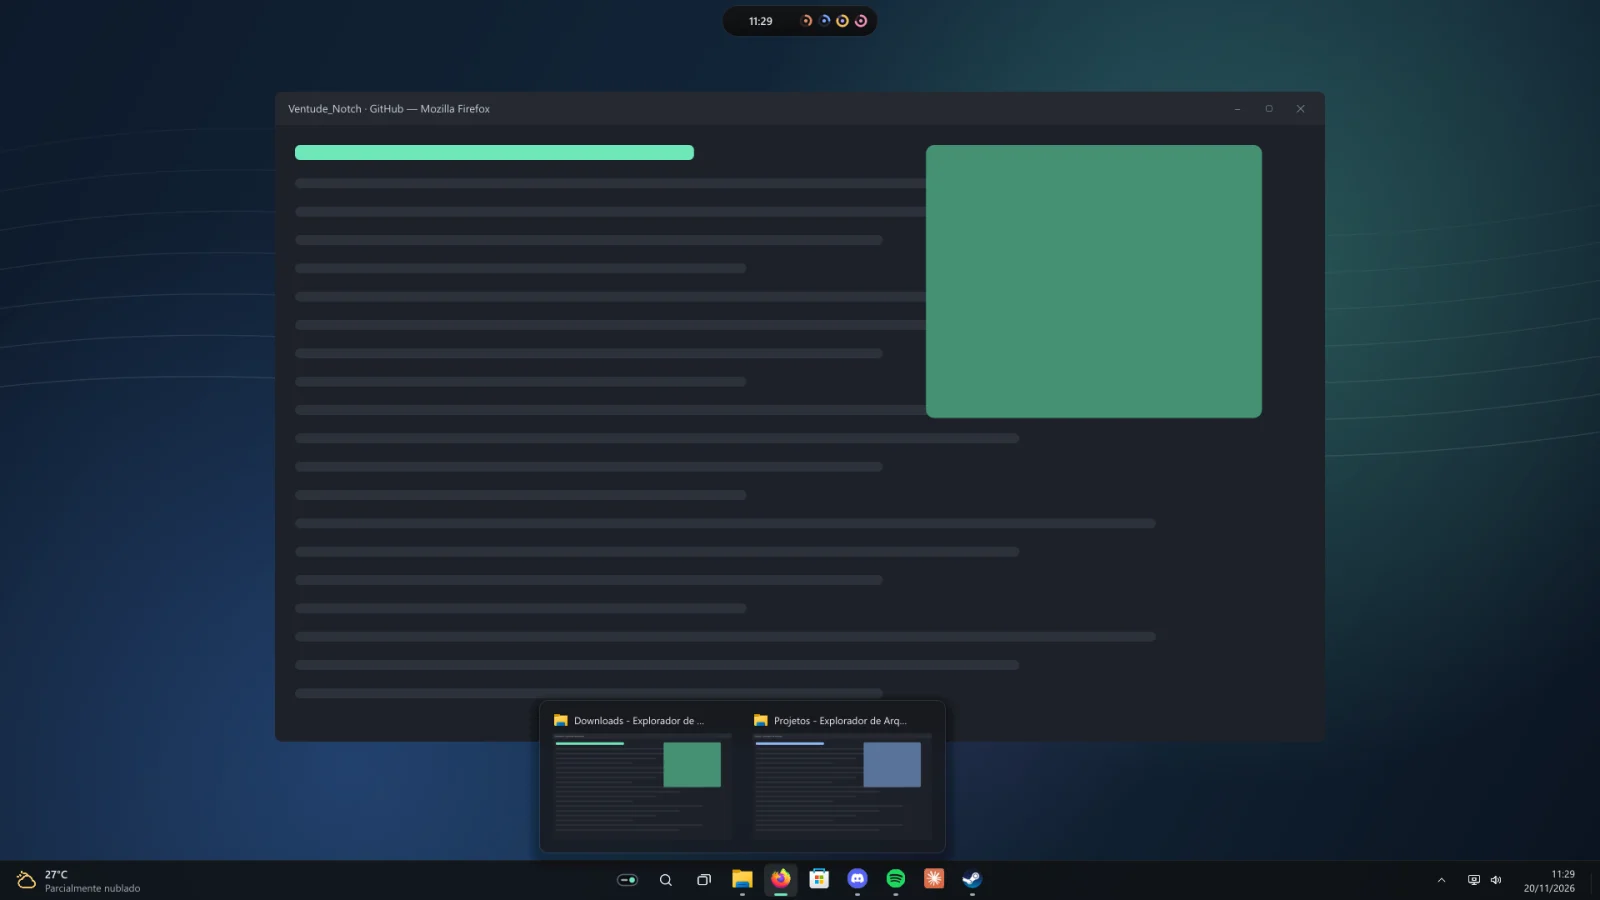 11:29
Ventude_Notch · GitHub — Mozilla Firefox
Downloads - Explorador de ...
Projetos - Explorador de Arq...
27°C
Parcialmente nublado
11:29
20/11/2026